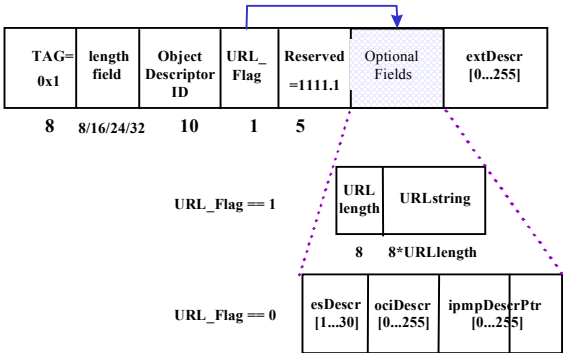 TAG= 0x1
length field
Object Descriptor ID
URL_ Flag
Reserved =1111.1
Optional Fields
extDescr [0...255]
8 8/16/24/32 10 1 5
URL_Flag == 1
URL length
URLstring
8 8*URLlength
URL_Flag == 0
esDescr [1...30]
ociDescr [0...255]
ipmpDescrPtr [0...255]